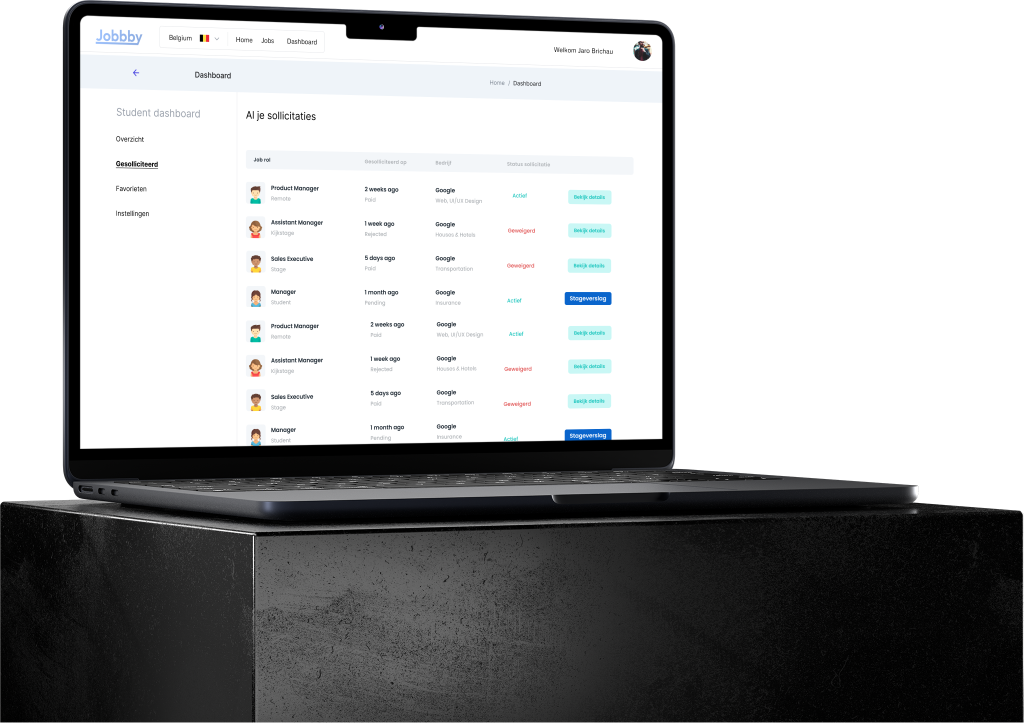 Jobbby
Belgium
Home
Jobs
Dashboard
Welkom Jaro Brichau
Dashboard
Home / Dashboard
Student dashboard
Overzicht
Gesolliciteerd
Favorieten
Instellingen
Al je sollicitaties
Job rol
Gesolliciteerd op
Bedrijf
Status sollicitatie
Product Manager
Remote
2 weeks ago
Paid
Google
Web, UI/UX Design
Actief
Bekijk details
Assistant Manager
Kijkstage
1 week ago
Rejected
Google
Houses & Hotels
Geweigerd
Bekijk details
Sales Executive
Stage
5 days ago
Paid
Google
Transportation
Geweigerd
Bekijk details
Manager
Student
1 month ago
Pending
Google
Insurance
Actief
Stageverslag
Product Manager
Remote
2 weeks ago
Paid
Google
Web, UI/UX Design
Actief
Bekijk details
Assistant Manager
Kijkstage
1 week ago
Rejected
Google
Houses & Hotels
Geweigerd
Bekijk details
Sales Executive
Stage
5 days ago
Paid
Google
Transportation
Geweigerd
Bekijk details
Manager
Student
1 month ago
Pending
Google
Insurance
Actief
Stageverslag